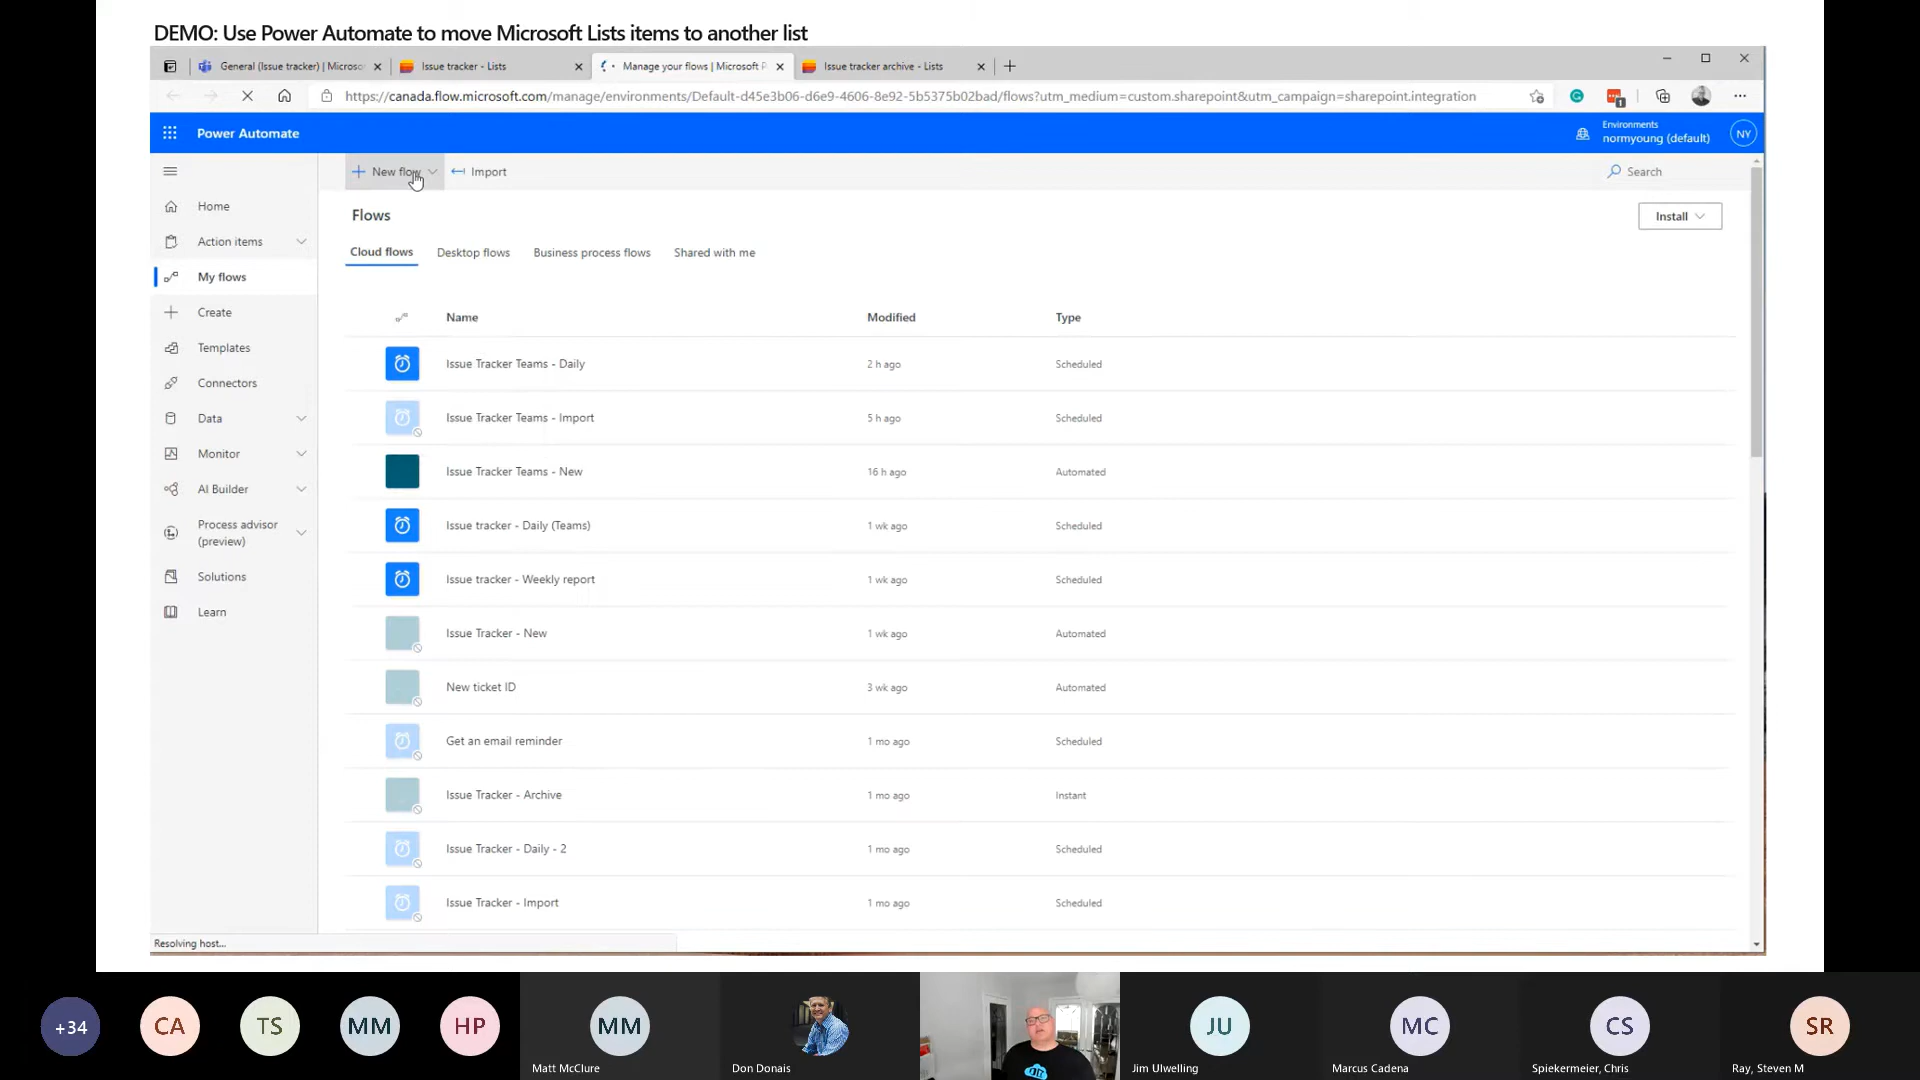 DEMO: Use Power Automate to move Microsoft Lists items to another list
General (Issue tracker) | Microso
Issue tracker - Lists
Manage your flows | Microsoft P
Issue tracker archive - Lists
https://canada.flow.microsoft.com/manage/environments/Default-d45e3b06-d6e9-4606-8e92-5b5375b02bad/flows?utm_medium=custom.sharepoint&utm_campaign=sharepoint.integration
1
Power Automate
Environments
normyoung (default)
NY
New flow
Import
Search
Home
Action items
My flows
Create
Templates
Connectors
Data
Monitor
AI Builder
Process advisor
(preview)
Solutions
Learn
Flows
Install
Cloud flows
Desktop flows
Business process flows
Shared with me
Name Modified Type
Issue Tracker Teams - Daily 2 h ago Scheduled
Issue Tracker Teams - Import 5 h ago Scheduled
Issue Tracker Teams - New 16 h ago Automated
Issue tracker - Daily (Teams) 1 wk ago Scheduled
Issue tracker - Weekly report 1 wk ago Scheduled
Issue Tracker - New 1 wk ago Automated
New ticket ID 3 wk ago Automated
Get an email reminder 1 mo ago Scheduled
Issue Tracker - Archive 1 mo ago Instant
Issue Tracker - Daily - 2 1 mo ago Scheduled
Issue Tracker - Import 1 mo ago Scheduled
Resolving host...
+34
CA
TS
MM
HP
MM
JU
MC
CS
SR
Matt McClure
Don Donais
Jim Ulwelling
Marcus Cadena
Spiekermeier, Chris
Ray, Steven M